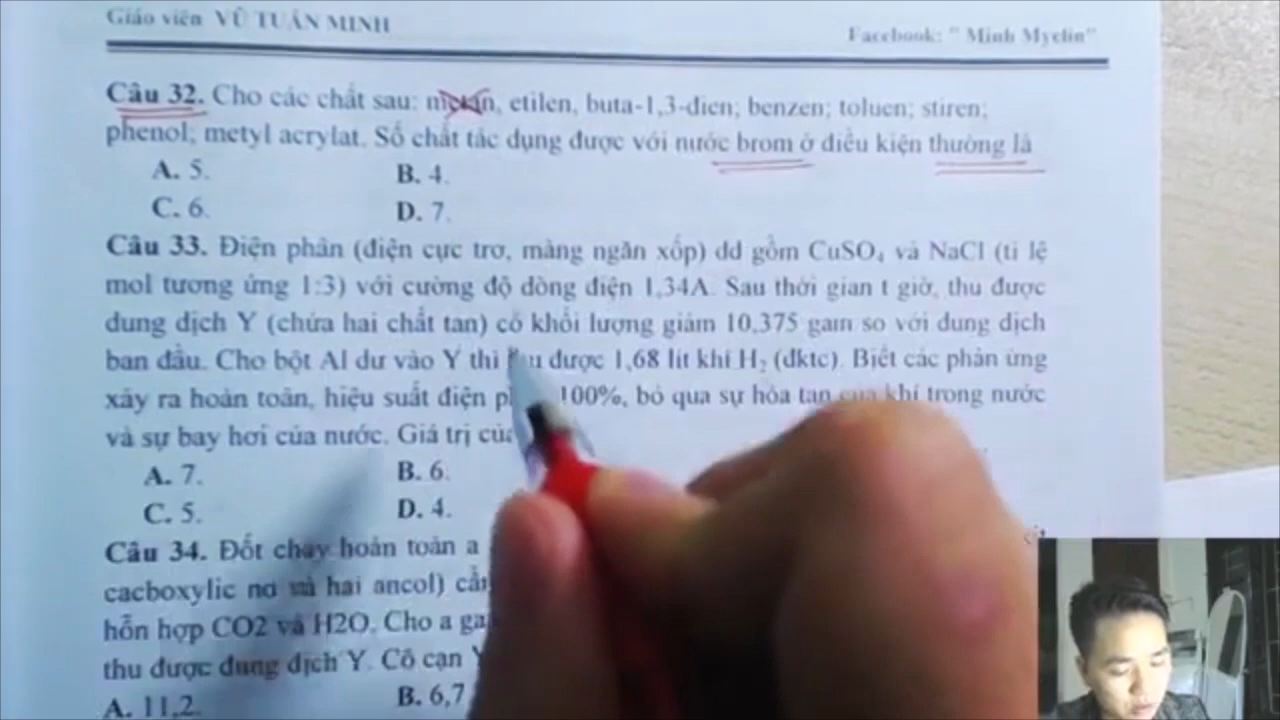 Giáo viên VŨ TUẤN MINH
Facebook: " Minh Myelin"
Câu 32. Cho các chất sau: metan, etilen, buta-1,3-đien; benzen; toluen; stiren;
phenol; metyl acrylat. Số chất tác dụng được với nước brom ở điều kiện thường là
A. 5.
B. 4.
C. 6.
D. 7.
Câu 33. Điện phân (điện cực trơ, màng ngăn xốp) dd gồm CuSO₄ và NaCl (tỉ lệ
mol tương ứng 1:3) với cường độ dòng điện 1,34A. Sau thời gian t giờ, thu được
dung dịch Y (chứa hai chất tan) có khối lượng giảm 10,375 gam so với dung dịch
ban đầu. Cho bột Al dư vào Y thì được 1,68 lít khí H₂ (đktc). Biết các phản ứng
xảy ra hoàn toàn, hiệu suất điện 100%, bỏ qua sự hòa tan của khí trong nước
và sự bay hơi của nước. Giá trị
A. 7.
B. 6.
C. 5.
D. 4.
Câu 34. Đốt cháy hoàn toàn a
cacboxylic no và hai ancol)
hỗn hợp CO2 và H2O. Cho a
thu được dung dịch Y. Cô cạn
A. 11,2.
B. 6,7